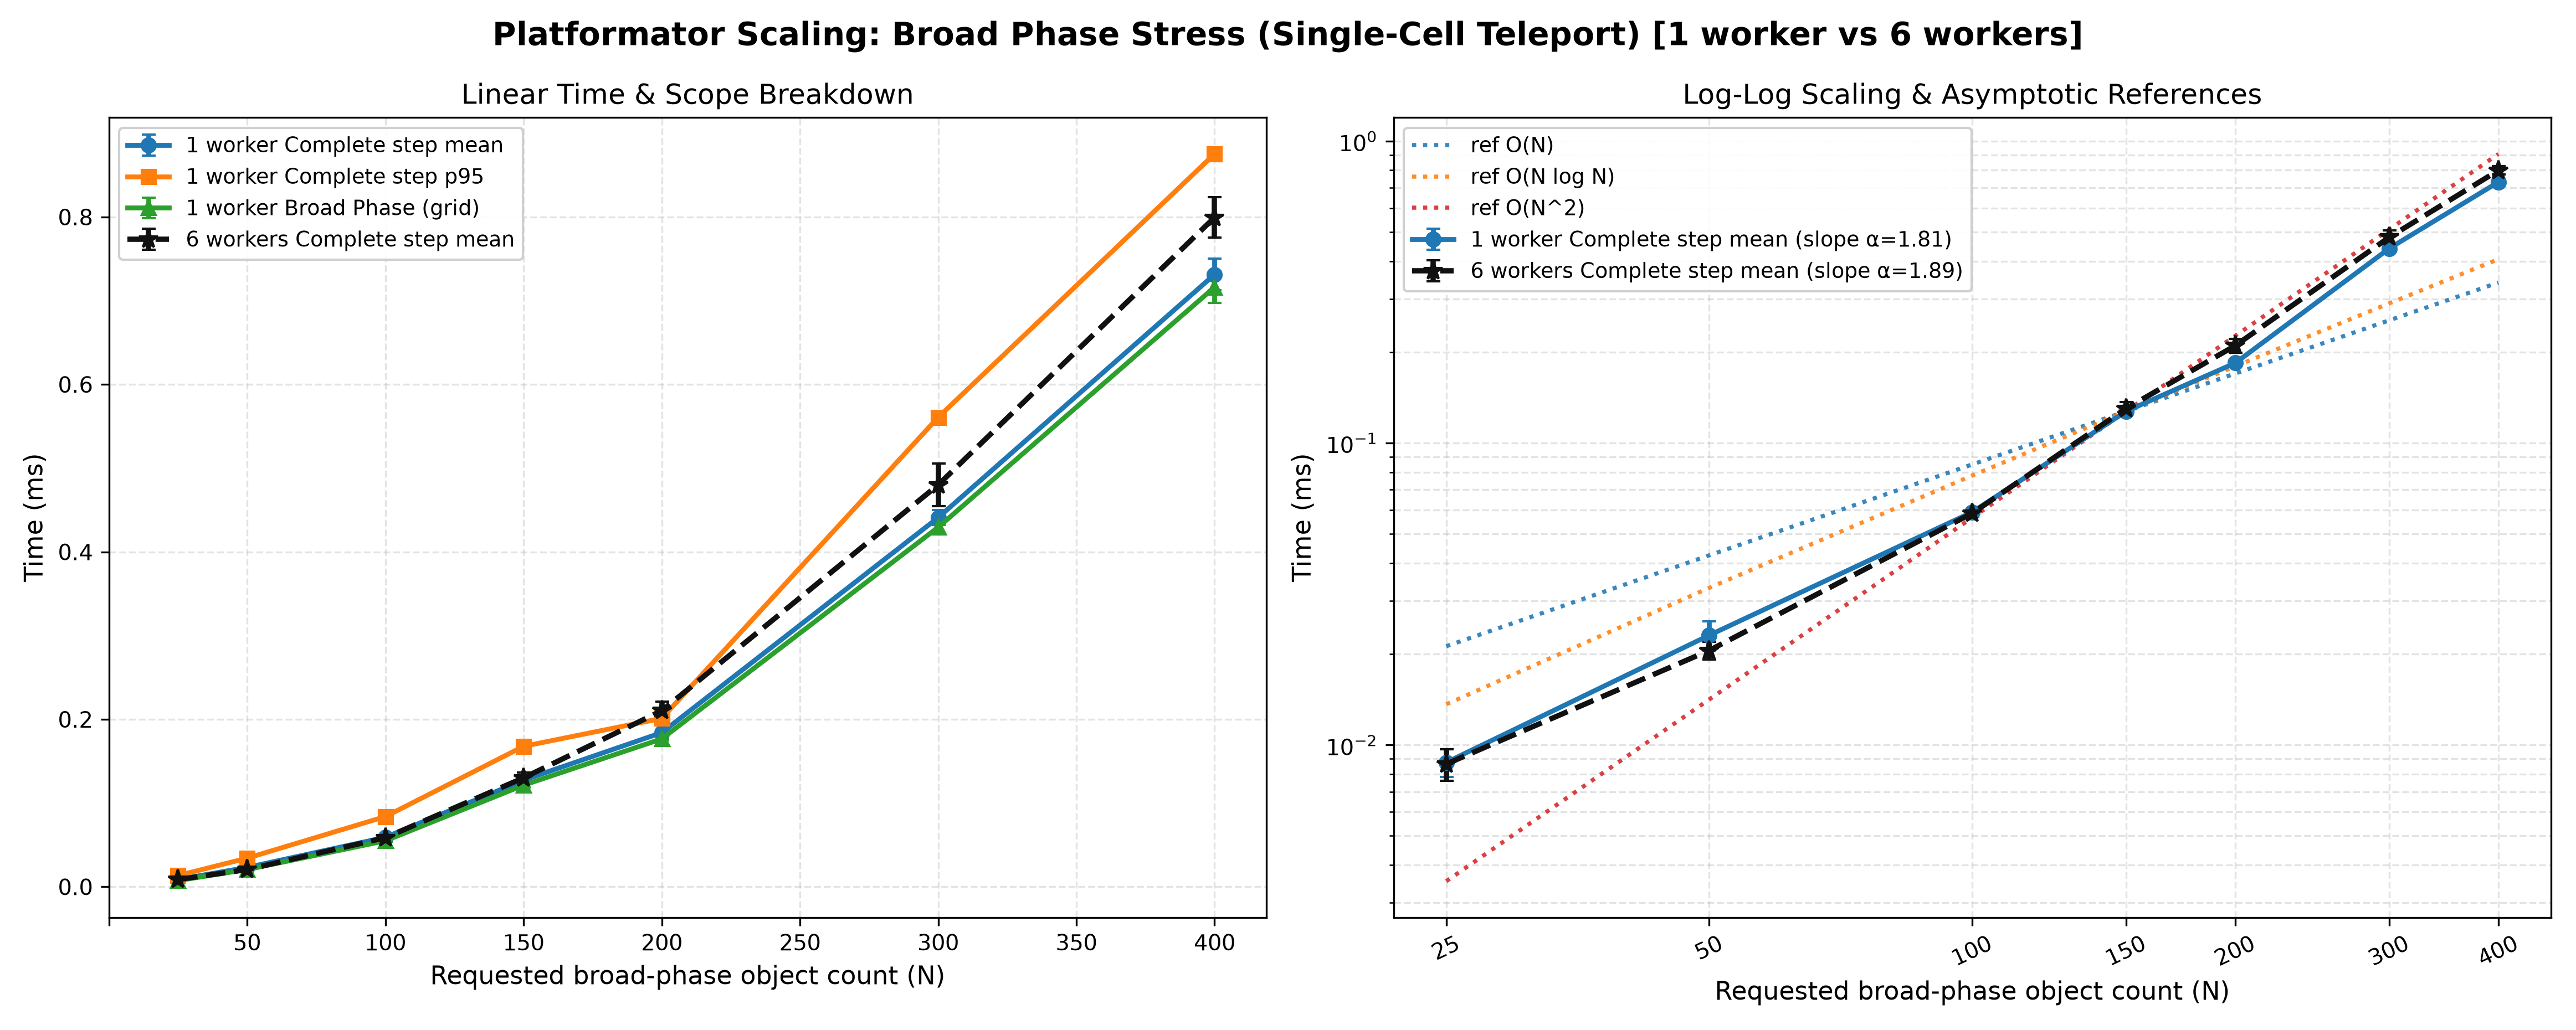 Platformator Scaling: Broad Phase Stress (Single-Cell Teleport) [1 worker vs 6 workers]
Linear Time & Scope Breakdown
1 worker Complete step mean
1 worker Complete step p95
1 worker Broad Phase (grid)
6 workers Complete step mean
Time (ms)
0.8
0.6
0.4
0.2
0.0
50 100 150 200 250 300 350 400
Requested broad-phase object count (N)
Log-Log Scaling & Asymptotic References
ref O(N)
ref O(N log N)
ref O(N^2)
1 worker Complete step mean (slope α=1.81)
6 workers Complete step mean (slope α=1.89)
Time (ms)
10⁰
10⁻¹
10⁻²
25 50 100 150 200 300 400
Requested broad-phase object count (N)